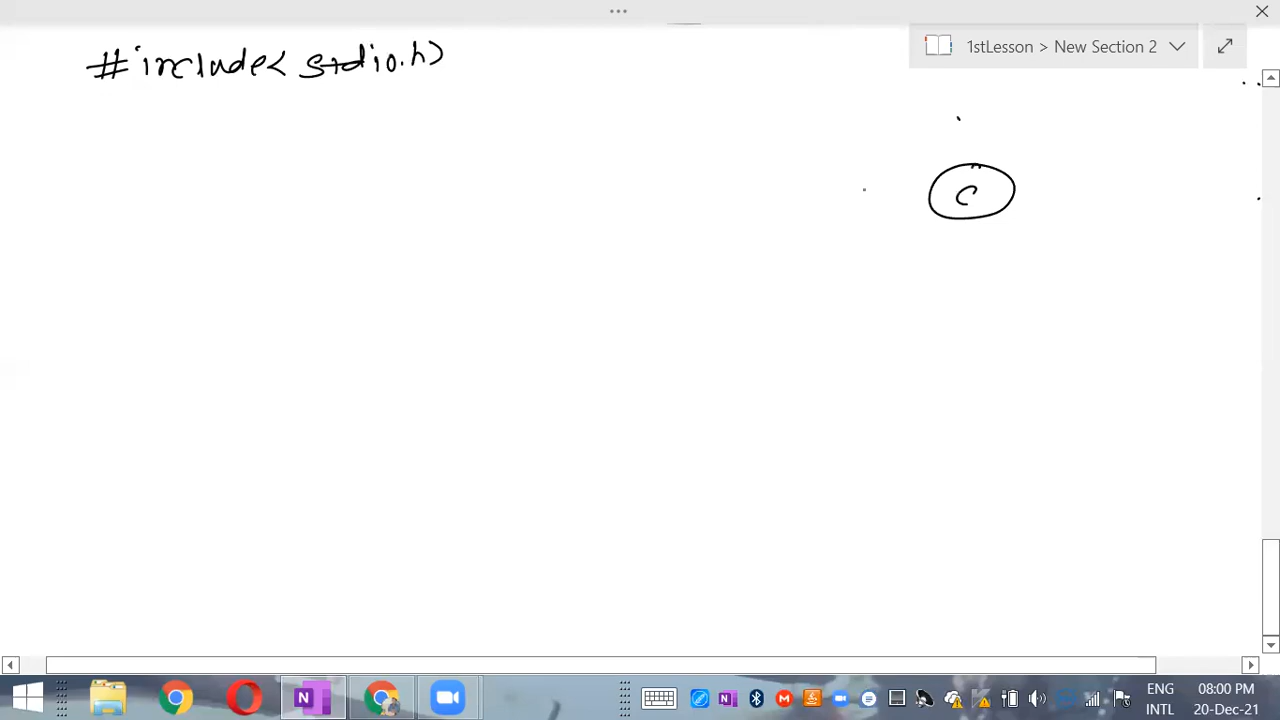 1stLesson > New Section 2
#include< stdio.h)
C
ENG
INTL
08:00 PM
20-Dec-21